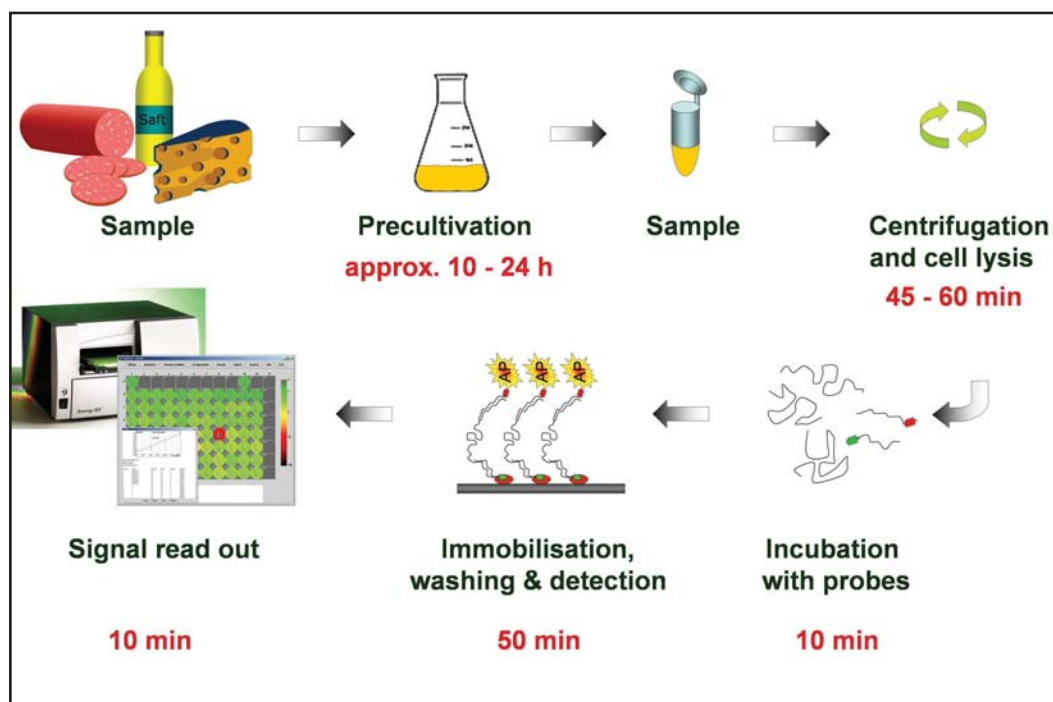 Saft
Sample
Precultivation
approx. 10 - 24 h
Sample
Centrifugation
and cell lysis
45 - 60 min
AP AP AP
Signal read out
10 min
Immobilisation,
washing & detection
50 min
Incubation
with probes
10 min